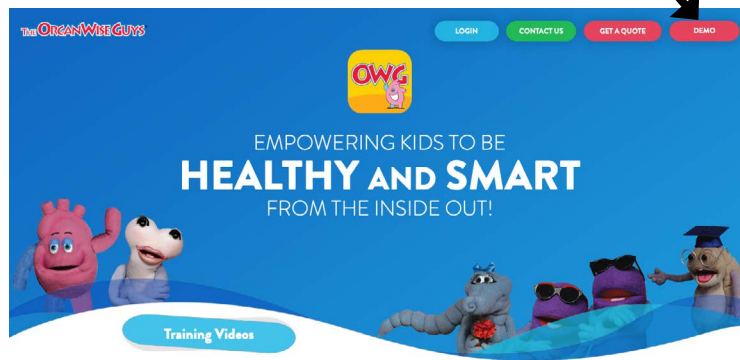 THE ORGANWISE GUYS
LOGIN
CONTACT US
GET A QUOTE
DEMO
OWG
EMPOWERING KIDS TO BE
HEALTHY AND SMART
FROM THE INSIDE OUT!
Training Videos